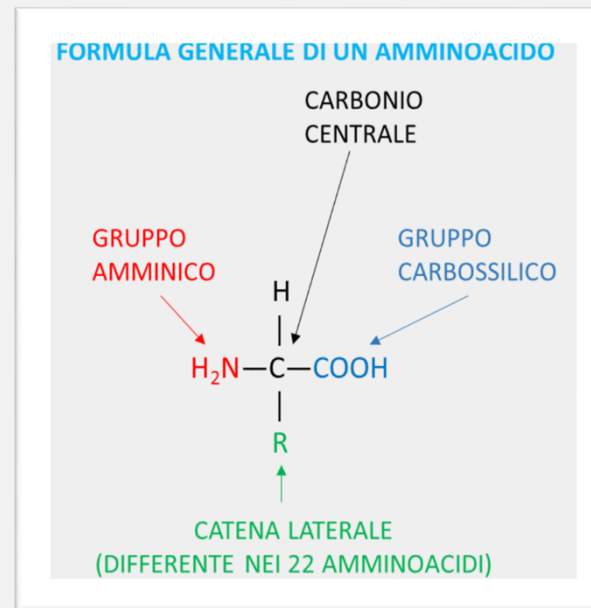 FORMULA GENERALE DI UN AMMINOACIDO
CARBONIO
CENTRALE
GRUPPO
AMMINICO
GRUPPO
CARBOSSILICO
H
H₂N—C—COOH
R
CATENA LATERALE
(DIFFERENTE NEI 22 AMMINOACIDI)